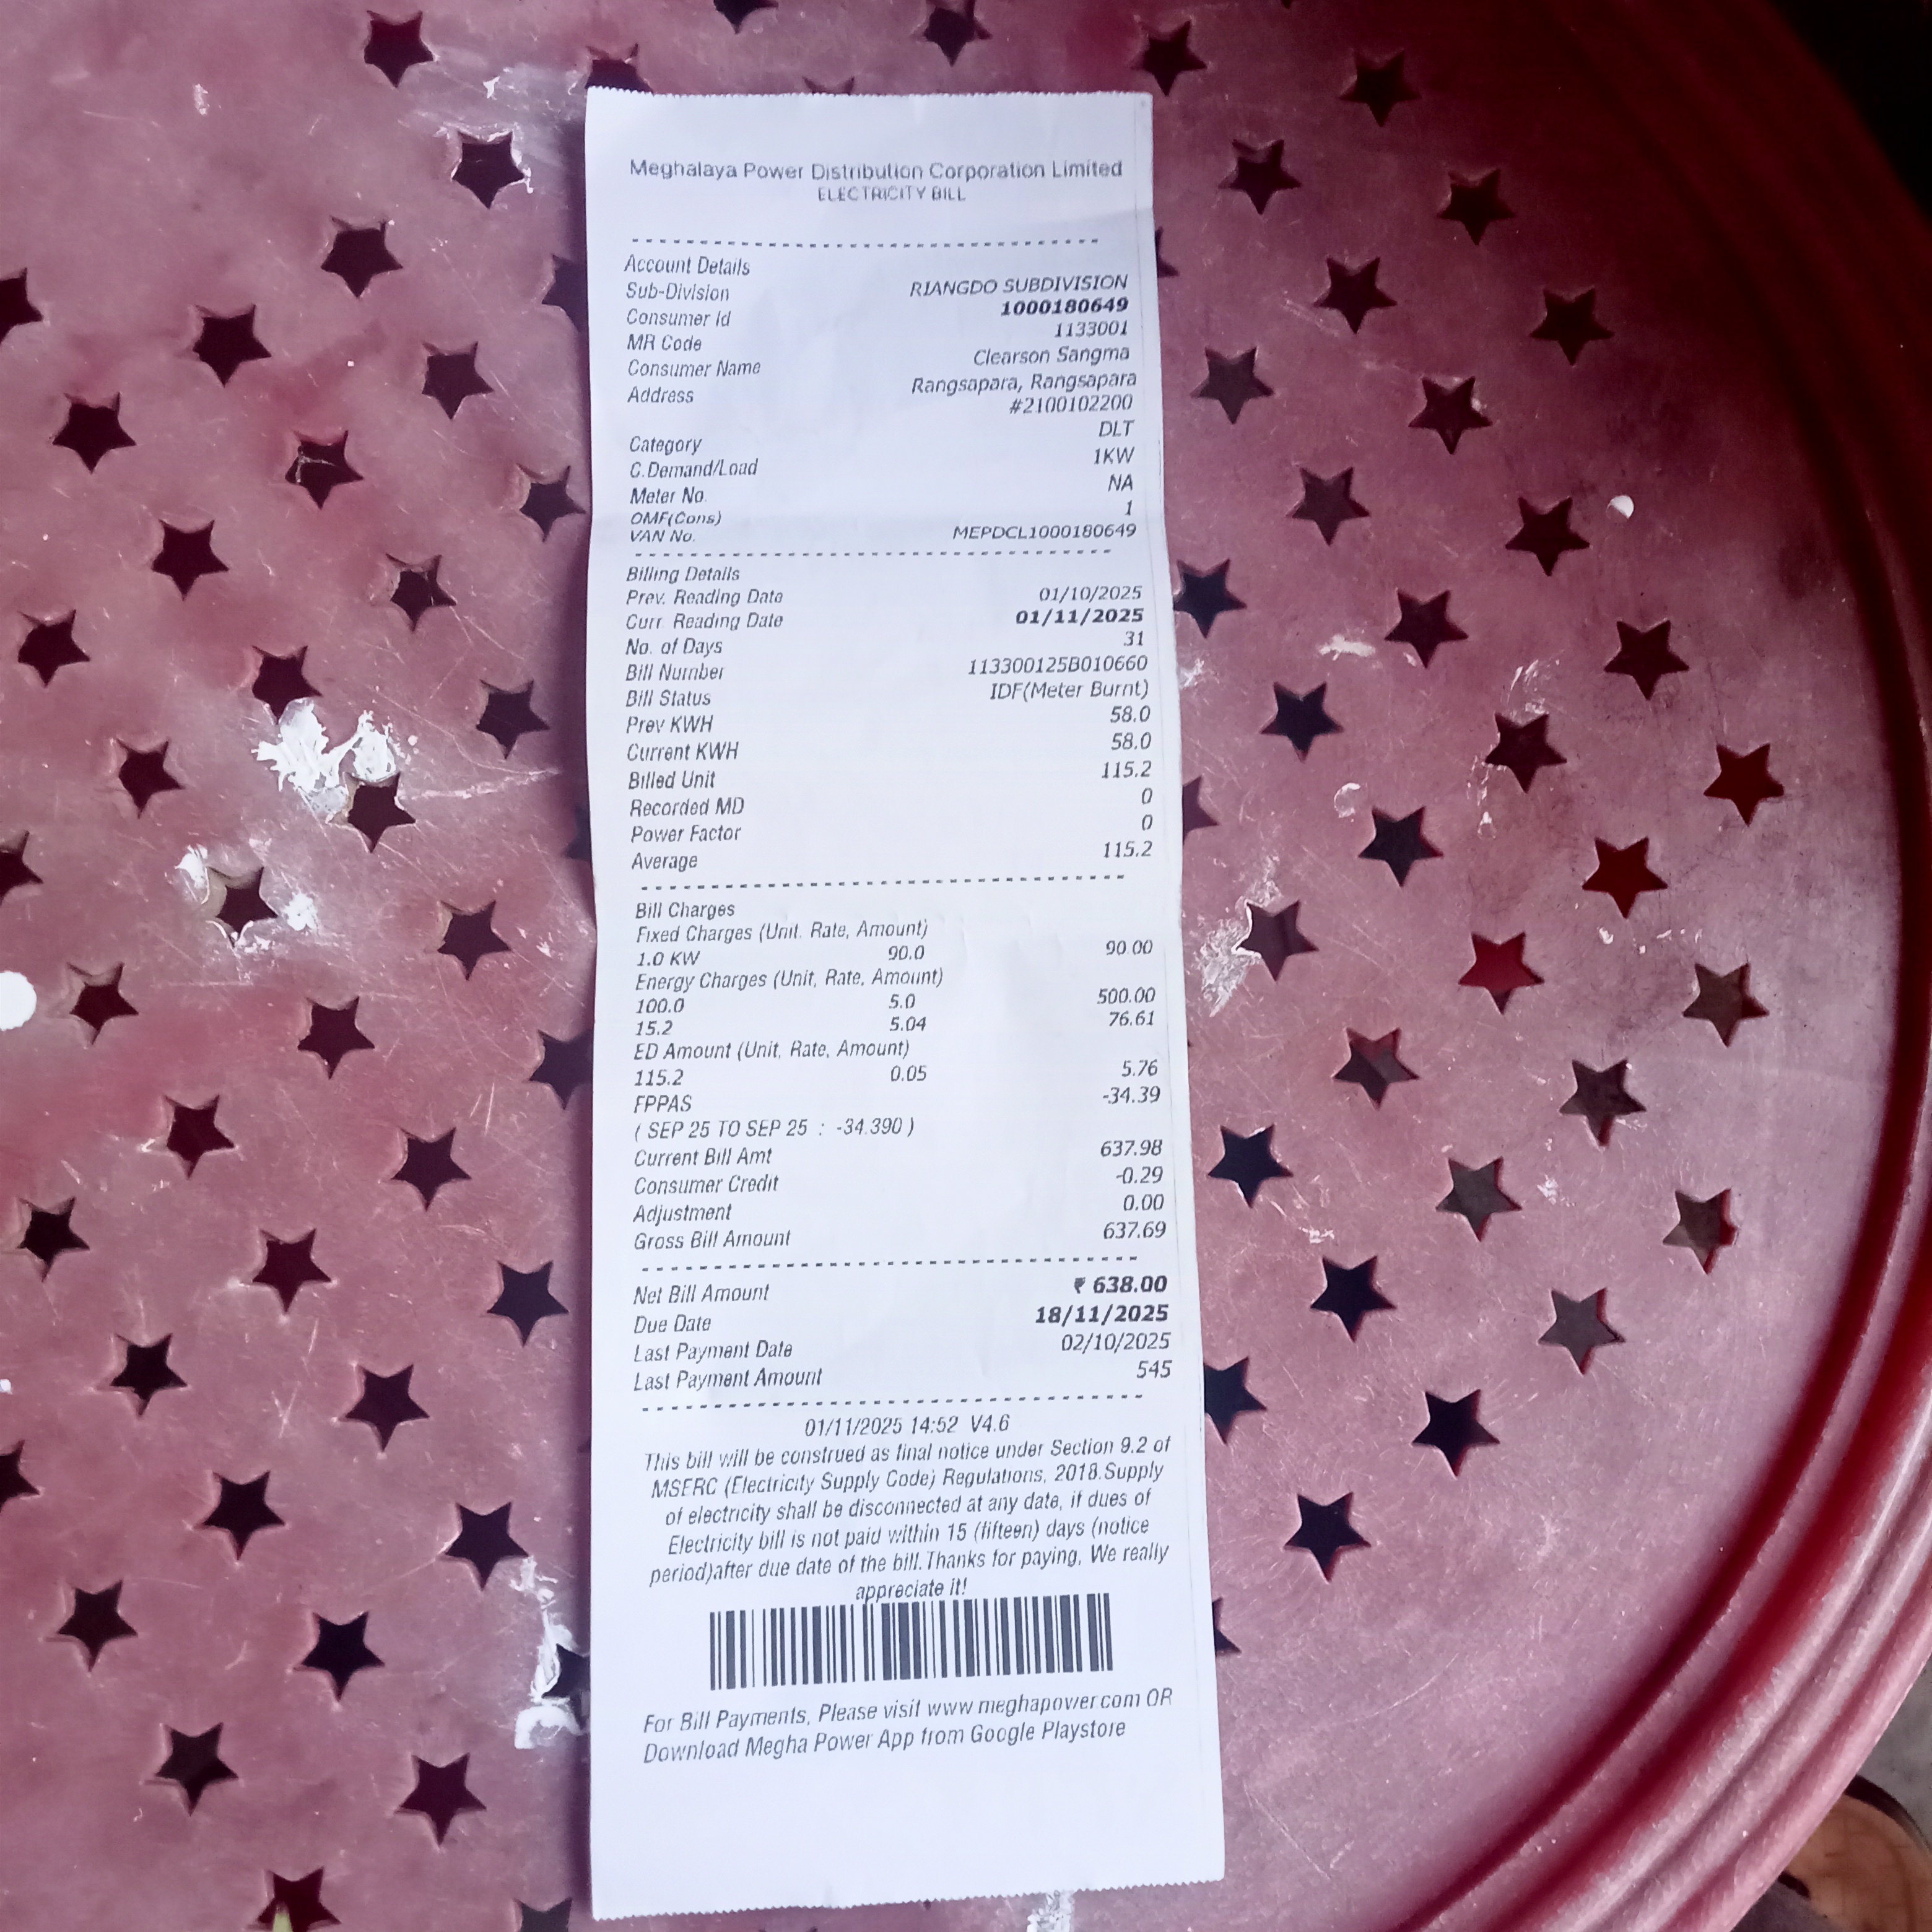 Meghalaya Power Distribution Corporation Limited
ELECTRICITY BILL
Account Details
Sub-Division RIANGDO SUBDIVISION
Consumer Id 1000180649
MR Code 1133001
Consumer Name Clearson Sangma
Address Rangsapara, Rangsapara
#2100102200
Category DLT
C.Demand/Load 1KW
Meter No. NA
OMF(Cons) 1
VAN No. MEPDCL1000180649
Billing Details
Prev. Reading Date 01/10/2025
Curr. Reading Date 01/11/2025
No. of Days 31
Bill Number 113300125B010660
Bill Status IDF(Meter Burnt)
Prev KWH 58.0
Current KWH 58.0
Billed Unit 115.2
Recorded MD 0
Power Factor 0
Average 115.2
Bill Charges
Fixed Charges (Unit, Rate, Amount)
1.0 KW 90.0 90.00
Energy Charges (Unit, Rate, Amount)
100.0 5.0 500.00
15.2 5.04 76.61
ED Amount (Unit, Rate, Amount)
115.2 0.05 5.76
FPPAS -34.39
( SEP 25 TO SEP 25 : -34.390 )
Current Bill Amt 637.98
Consumer Credit -0.29
Adjustment 0.00
Gross Bill Amount 637.69
Net Bill Amount ₹ 638.00
Due Date 18/11/2025
Last Payment Date 02/10/2025
Last Payment Amount 545
01/11/2025 14:52 V4.6
This bill will be construed as final notice under Section 9.2 of
MSERC (Electricity Supply Code) Regulations, 2018.Supply
of electricity shall be disconnected at any date, if dues of
Electricity bill is not paid within 15 (fifteen) days (notice
period)after due date of the bill.Thanks for paying, We really
appreciate it!
For Bill Payments, Please visit www.meghapower.com OR
Download Megha Power App from Google Playstore